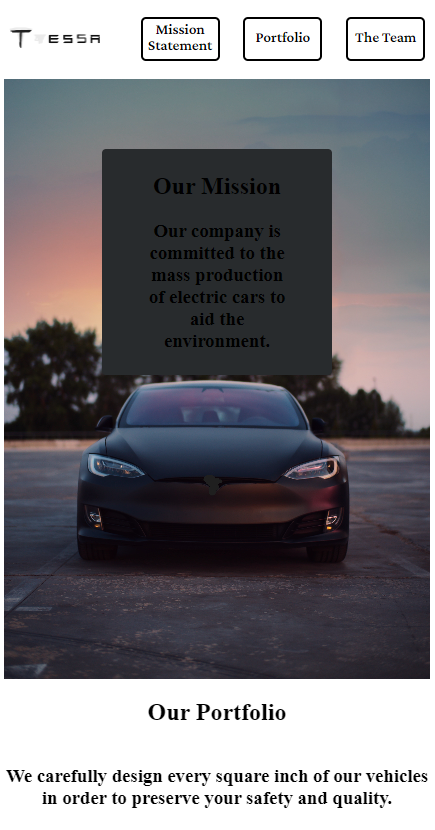 T ESSA
Mission
Statement
Portfolio
The Team
Our Mission
Our company is
committed to the
mass production
of electric cars to
aid the
environment.
Our Portfolio
We carefully design every square inch of our vehicles
in order to preserve your safety and quality.